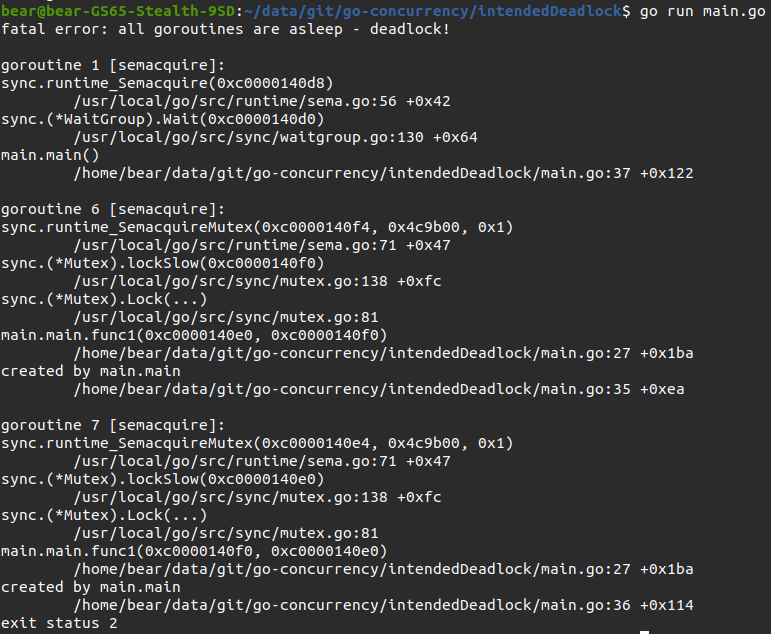 bear@bear-GS65-Stealth-9SD:~/data/git/go-concurrency/intendedDeadlock$ go run main.go
fatal error: all goroutines are asleep - deadlock!
goroutine 1 [semacquire]:
sync.runtime_Semacquire(0xc0000140d8)
/usr/local/go/src/runtime/sema.go:56 +0x42
sync.(*WaitGroup).Wait(0xc0000140d0)
/usr/local/go/src/sync/waitgroup.go:130 +0x64
main.main()
/home/bear/data/git/go-concurrency/intendedDeadlock/main.go:37 +0x122
goroutine 6 [semacquire]:
sync.runtime_SemacquireMutex(0xc0000140f4, 0x4c9b00, 0x1)
/usr/local/go/src/runtime/sema.go:71 +0x47
sync.(*Mutex).lockSlow(0xc0000140f0)
/usr/local/go/src/sync/mutex.go:138 +0xfc
sync.(*Mutex).Lock(...)
/usr/local/go/src/sync/mutex.go:81
main.main.func1(0xc0000140e0, 0xc0000140f0)
/home/bear/data/git/go-concurrency/intendedDeadlock/main.go:27 +0x1ba
created by main.main
/home/bear/data/git/go-concurrency/intendedDeadlock/main.go:35 +0xea
goroutine 7 [semacquire]:
sync.runtime_SemacquireMutex(0xc0000140e4, 0x4c9b00, 0x1)
/usr/local/go/src/runtime/sema.go:71 +0x47
sync.(*Mutex).lockSlow(0xc0000140e0)
/usr/local/go/src/sync/mutex.go:138 +0xfc
sync.(*Mutex).Lock(...)
/usr/local/go/src/sync/mutex.go:81
main.main.func1(0xc0000140f0, 0xc0000140e0)
/home/bear/data/git/go-concurrency/intendedDeadlock/main.go:27 +0x1ba
created by main.main
/home/bear/data/git/go-concurrency/intendedDeadlock/main.go:36 +0x114
exit status 2